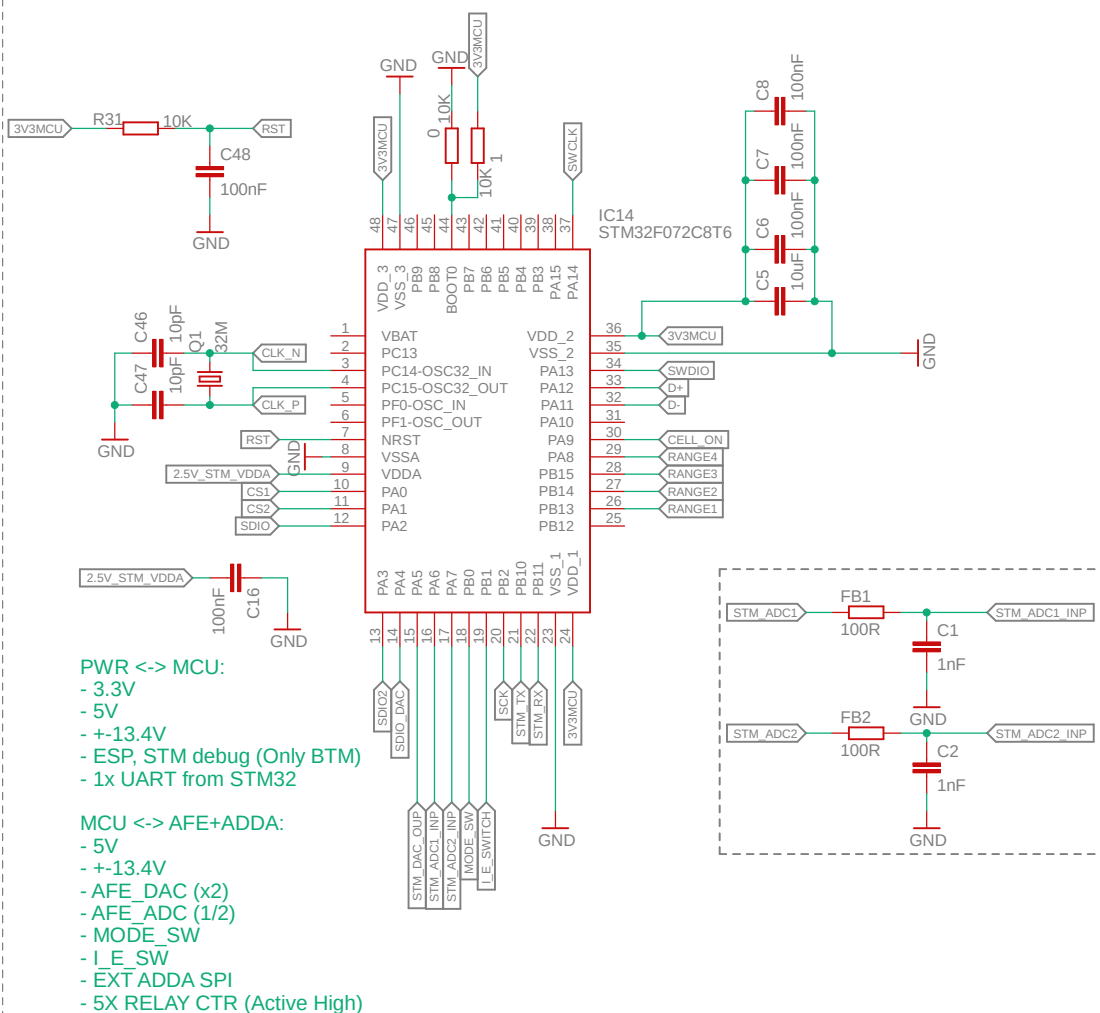 3V3MCU
R31
10K
RST
C48
100nF
GND
GND
GND
3V3MCU
3V3MCU
0
10K
10K
1
SWCLK
48
47
46
45
44
43
42
41
40
39
38
37
IC14
STM32F072C8T6
C8
100nF
C7
100nF
C6
100nF
C5
10uF
VDD_3
VSS_3
PB9
PB8
BOOT0
PB7
PB6
PB5
PB4
PB3
PA15
PA14
C46
10pF
Q1
32M
CLK_N
C47
10pF
CLK_P
GND
1 VBAT
2 PC13
3 PC14-OSC32_IN
4 PC15-OSC32_OUT
5 PF0-OSC_IN
6 PF1-OSC_OUT
RST 7 NRST
GND 8 VSSA
2.5V_STM_VDDA 9 VDDA
CS1 10 PA0
CS2 11 PA1
SDIO 12 PA2
VDD_2 36 3V3MCU
VSS_2 35 GND
PA13 34 SWDIO
PA12 33 D+
PA11 32 D-
PA10 31
PA9 30 CELL_ON
PA8 29 RANGE4
PB15 28 RANGE3
PB14 27 RANGE2
PB13 26 RANGE1
PB12 25
PA3
PA4
PA5
PA6
PA7
PB0
PB1
PB2
PB10
PB11
VSS_1
VDD_1
13
14
15
16
17
18
19
20
21
22
23
24
SDIO2
SDIO_DAC
STM_DAC_OUP
STM_ADC1_INP
STM_ADC2_INP
MODE_SW
I_E_SWITCH
SCK
STM_TX
STM_RX
GND
3V3MCU
2.5V_STM_VDDA
100nF
C16
GND
STM_ADC1
FB1
100R
STM_ADC1_INP
C1
1nF
GND
STM_ADC2
FB2
100R
STM_ADC2_INP
C2
1nF
GND
PWR <-> MCU:
- 3.3V
- 5V
- +-13.4V
- ESP, STM debug (Only BTM)
- 1x UART from STM32
MCU <-> AFE+ADDA:
- 5V
- +-13.4V
- AFE_DAC (x2)
- AFE_ADC (1/2)
- MODE_SW
- I_E_SW
- EXT ADDA SPI
- 5X RELAY CTR (Active High)